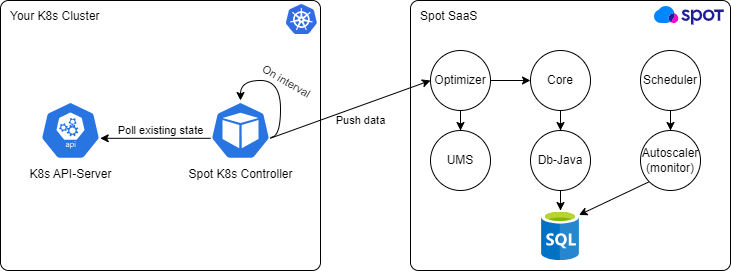 Your K8s Cluster
On interval
Poll existing state
api
K8s API-Server
Spot K8s Controller
Push data
Spot SaaS
spot
Optimizer
Core
Scheduler
UMS
Db-Java
Autoscaler
(monitor)
SQL